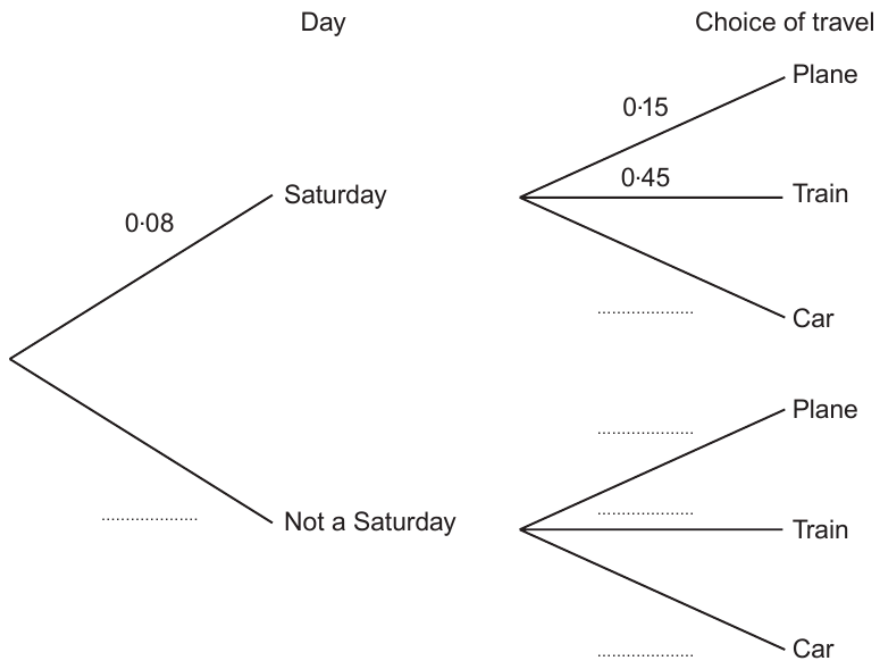 Day
Choice of travel
Plane
0·15
0·45
Saturday
Train
0·08
Car
Plane
Not a Saturday
Train
Car